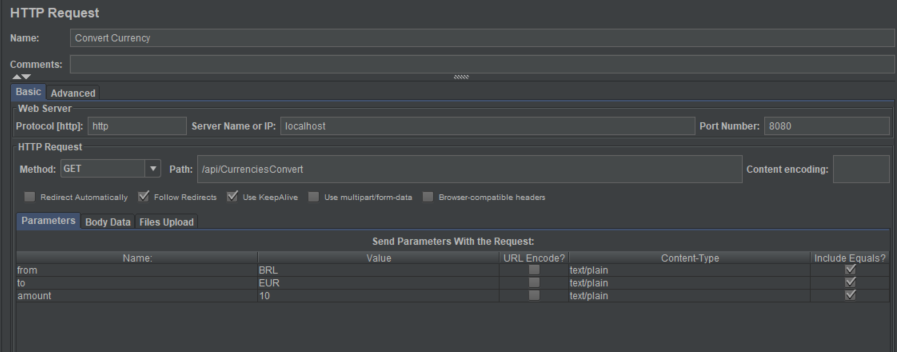 HTTP Request
Name: Convert Currency
Comments:
Basic Advanced
Web Server
Protocol [http]: http Server Name or IP: localhost Port Number: 8080
HTTP Request
Method: GET Path: /api/CurrenciesConvert Content encoding:
Redirect Automatically Follow Redirects Use KeepAlive Use multipart/form-data Browser-compatible headers
Parameters Body Data Files Upload
Send Parameters With the Request:
Name: Value URL Encode? Content-Type Include Equals?
from BRL text/plain
to EUR text/plain
amount 10 text/plain